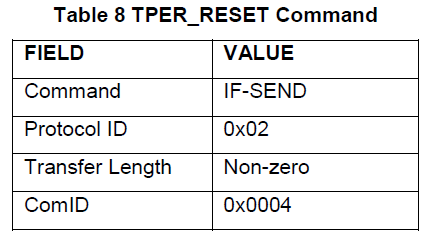 Table 8 TPER_RESET Command
FIELD VALUE
Command IF-SEND
Protocol ID 0x02
Transfer Length Non-zero
ComID 0x0004